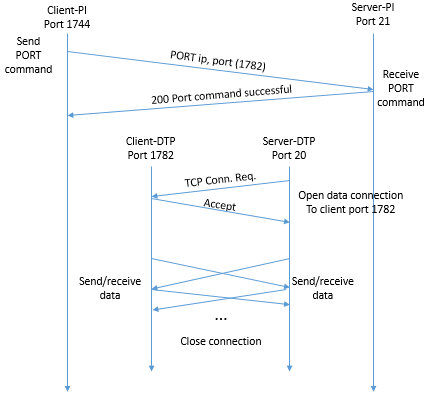 Client-PI
Port 1744
Server-PI
Port 21
Send
PORT
command
PORT ip, port (1782)
Receive
PORT
command
200 Port command successful
Client-DTP
Port 1782
Server-DTP
Port 20
TCP Conn. Req.
Accept
Open data connection
To client port 1782
Send/receive
data
Send/receive
data
...
Close connection